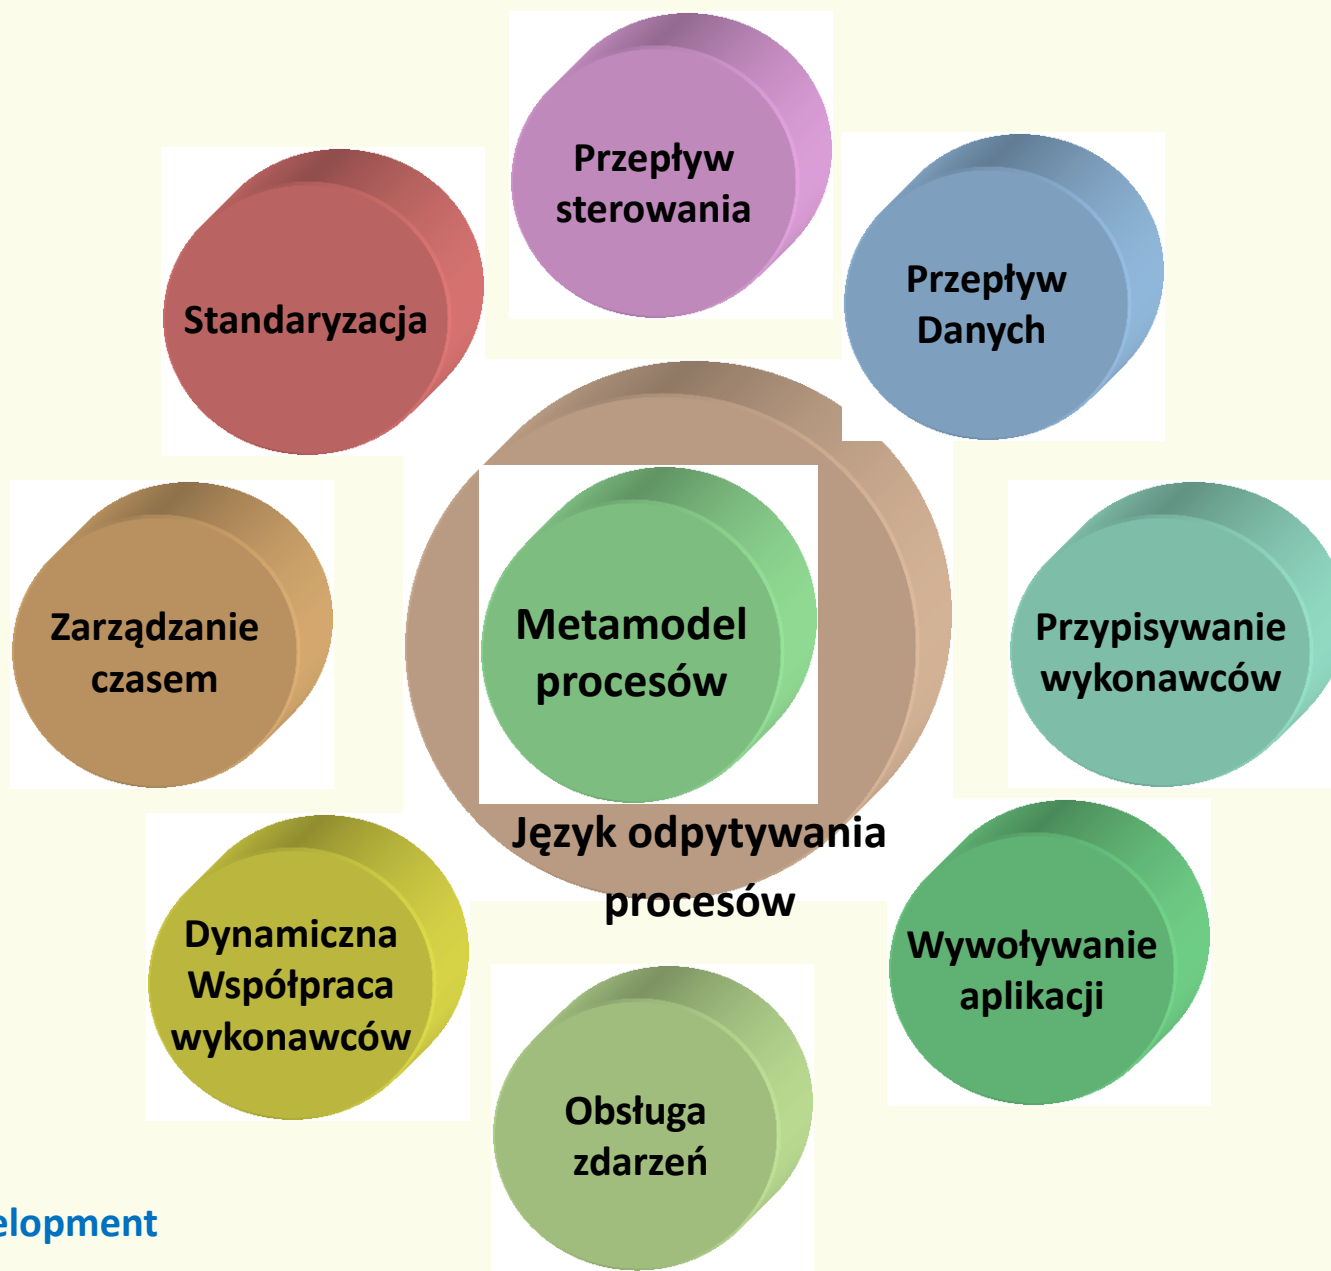 Przepływ
sterowania
Przepływ
Danych
Standaryzacja
Zarządzanie
czasem
Metamodel
procesów
Przypisywanie
wykonawców
Język odpytywania
procesów
Dynamiczna
Współpraca
wykonawców
Wywoływanie
aplikacji
Obsługa
zdarzeń
elopment